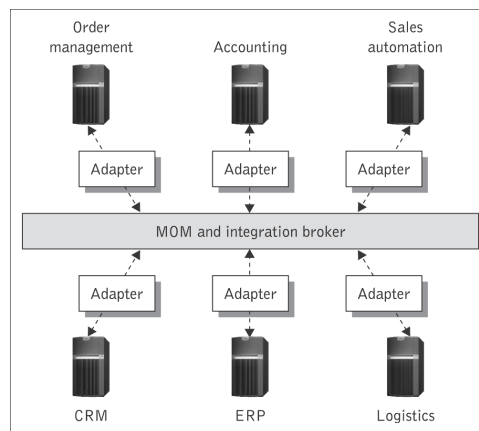 Order
management
Accounting
Sales
automation
Adapter
Adapter
Adapter
MOM and integration broker
Adapter
Adapter
Adapter
CRM
ERP
Logistics